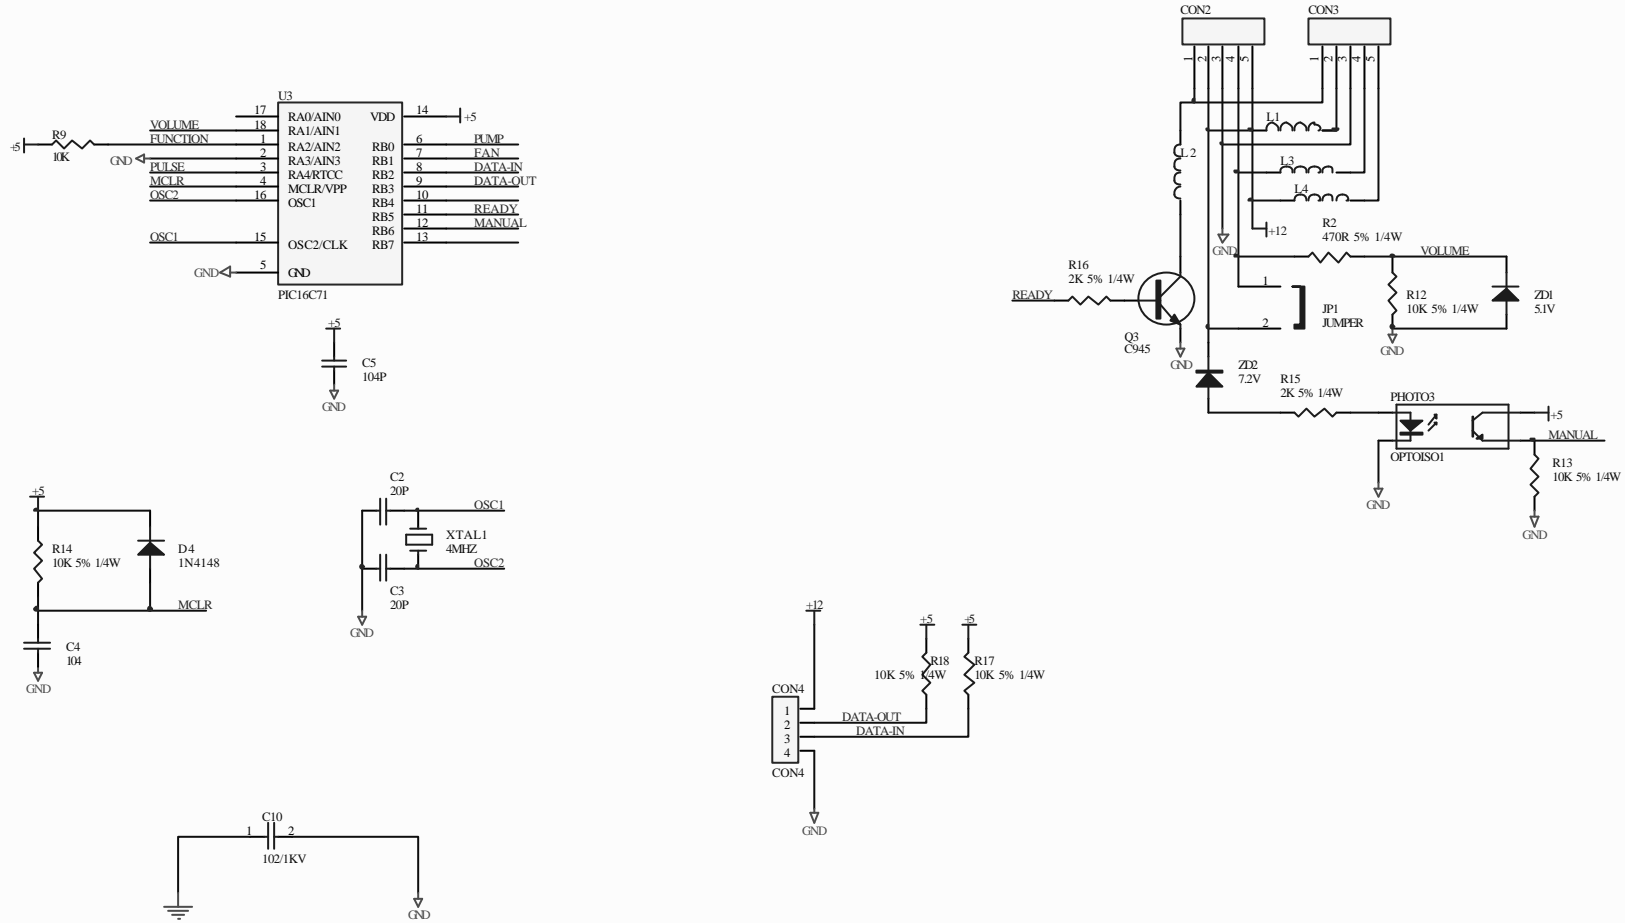 CON2
1 2 3 4 5
CON3
1 2 3 4 5
L1
L2
L3
L4
+12
GND
R2
470R 5% 1/4W
VOLUME
R12
10K 5% 1/4W
GND
ZD1
5.1V
1
2
JP1
JUMPER
R16
2K 5% 1/4W
READY
Q3
C945
GND
ZD2
7.2V
R15
2K 5% 1/4W
PHOTO3
OPTOISO1
+5
MANUAL
GND
R13
10K 5% 1/4W
GND
U3
17 RA0/AIN0
VOLUME 18 RA1/AIN1
+5 R9 10K FUNCTION 1 RA2/AIN2
GND 2 RA3/AIN3
PULSE 3 RA4/RTCC
MCLR 4 MCLR/VPP
OSC2 16 OSC1
OSC1 15 OSC2/CLK
GND 5 GND
VDD 14 +5
RB0 6 PUMP
RB1 7 FAN
RB2 8 DATA-IN
RB3 9 DATA-OUT
RB4 10
RB5 11 READY
RB6 12 MANUAL
RB7 13
PIC16C71
+5
C5
104P
GND
+5
R14
10K 5% 1/4W
D4
1N4148
MCLR
C4
104
GND
C2
20P
OSC1
XTAL1
4MHZ
OSC2
C3
20P
GND
+12
+5
+5
R18
10K 5% 1/4W
R17
10K 5% 1/4W
CON4
1
2
3
4
DATA-OUT
DATA-IN
CON4
GND
C10
1 2
102/1KV
GND